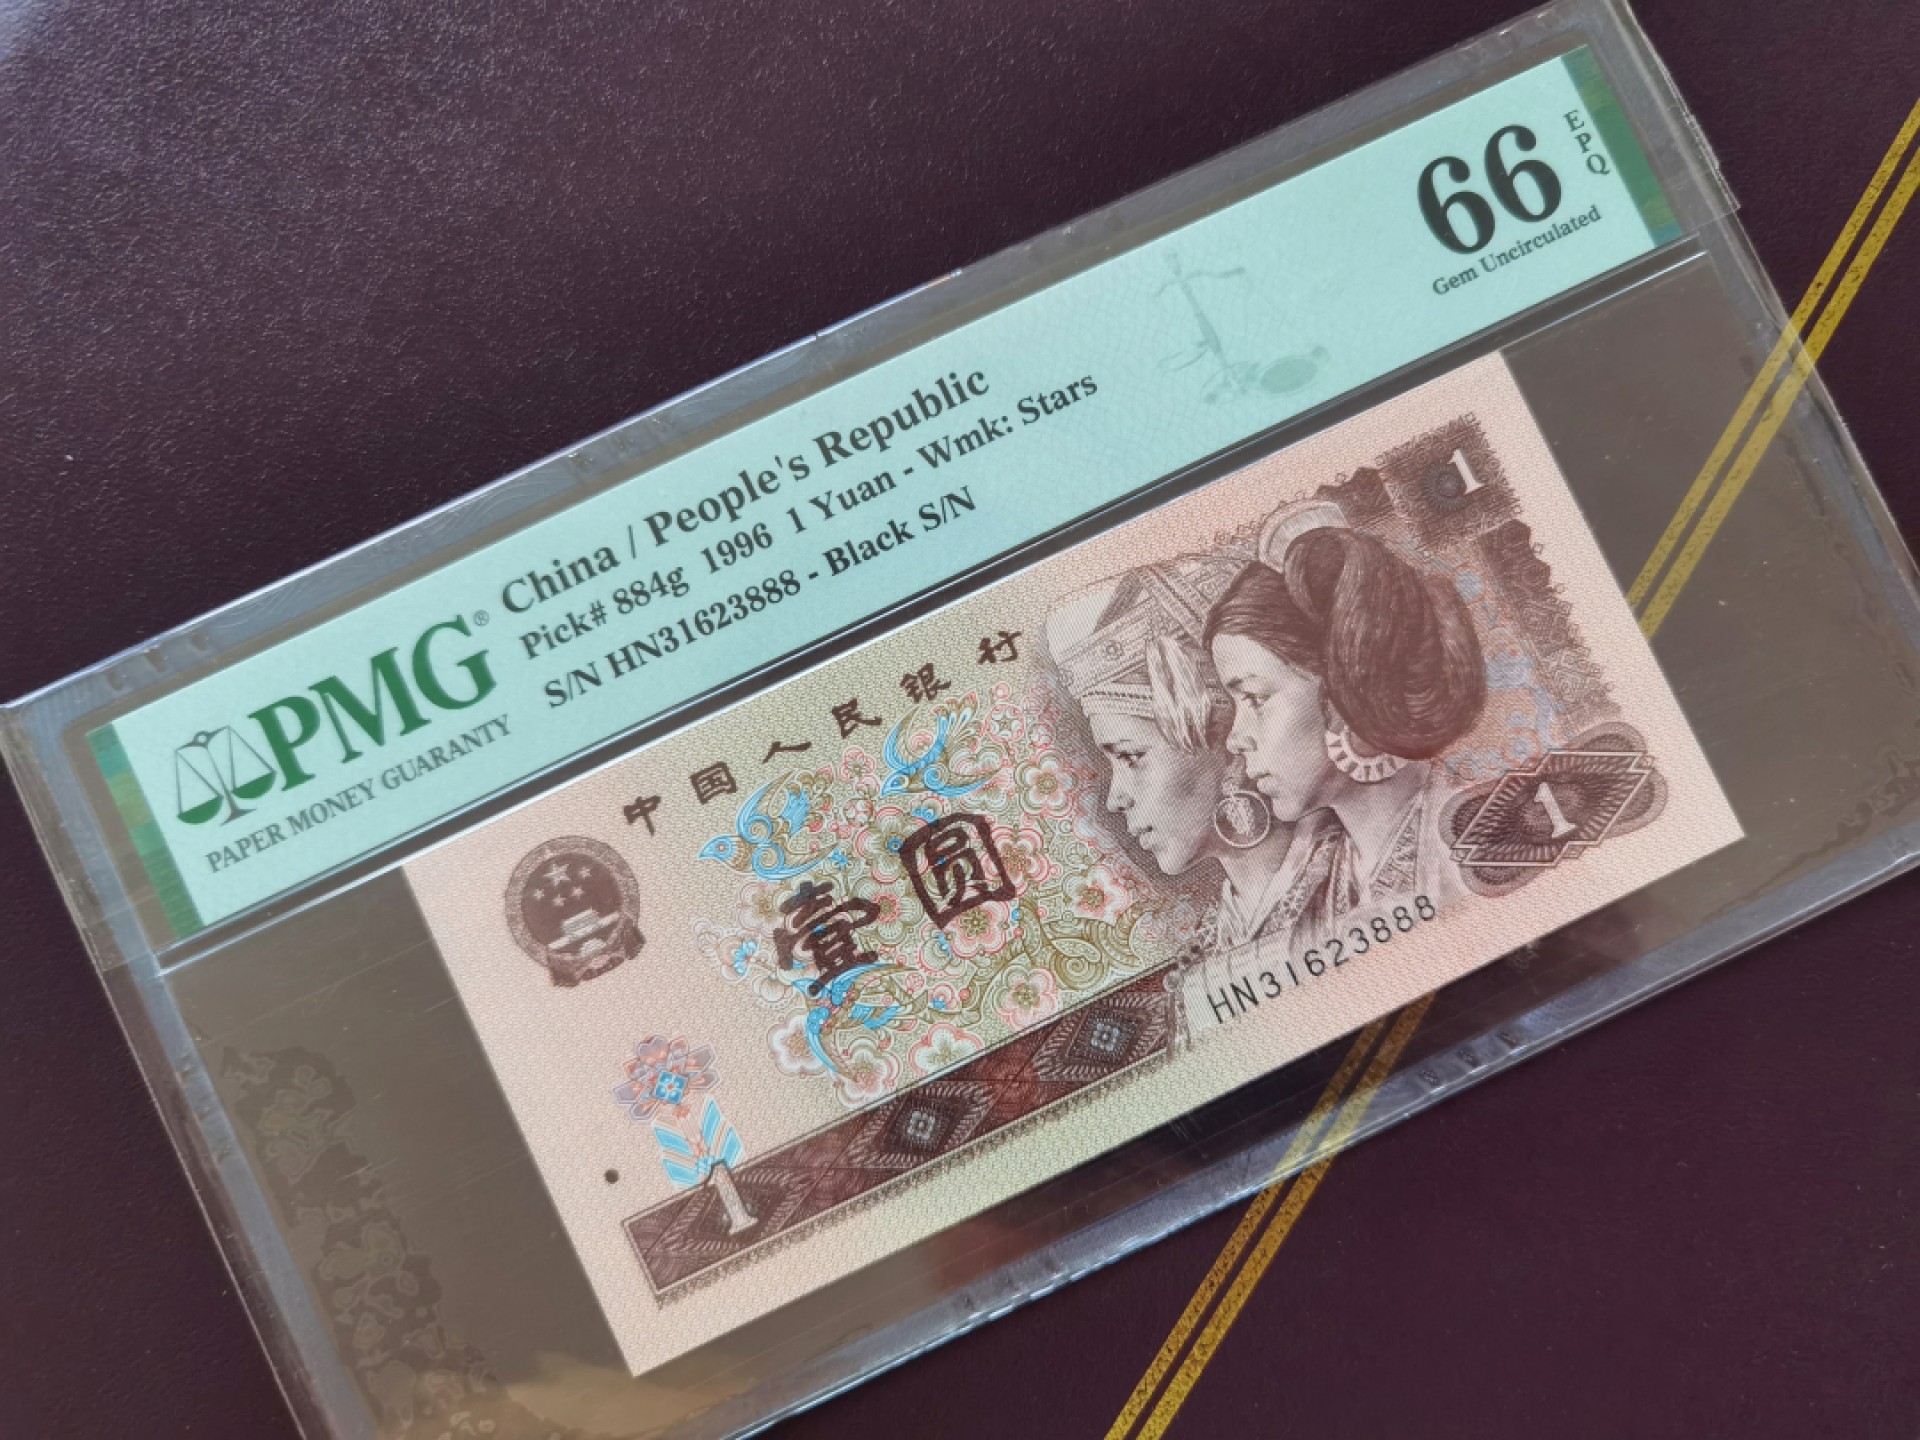 PMG®
PAPER MONEY GUARANTY
China / People's Republic
Pick# 884g 1996 1 Yuan - Wmk: Stars
S/N HN31623888 - Black S/N
66
EPQ
Gem Uncirculated
中国人民银行
壹圆
1
1
HN31623888
1